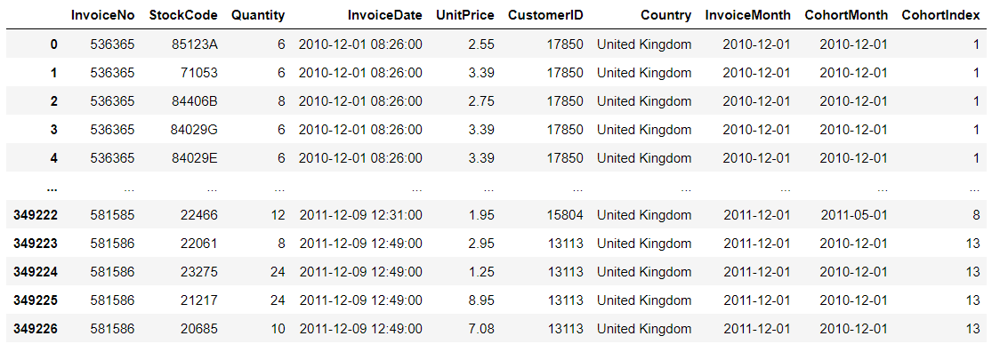 InvoiceNo StockCode Quantity InvoiceDate UnitPrice CustomerID Country InvoiceMonth CohortMonth CohortIndex
0 536365 85123A 6 2010-12-01 08:26:00 2.55 17850 United Kingdom 2010-12-01 2010-12-01 1
1 536365 71053 6 2010-12-01 08:26:00 3.39 17850 United Kingdom 2010-12-01 2010-12-01 1
2 536365 84406B 8 2010-12-01 08:26:00 2.75 17850 United Kingdom 2010-12-01 2010-12-01 1
3 536365 84029G 6 2010-12-01 08:26:00 3.39 17850 United Kingdom 2010-12-01 2010-12-01 1
4 536365 84029E 6 2010-12-01 08:26:00 3.39 17850 United Kingdom 2010-12-01 2010-12-01 1
... ... ... ... ... ... ... ... ... ... ...
349222 581585 22466 12 2011-12-09 12:31:00 1.95 15804 United Kingdom 2011-12-01 2011-05-01 8
349223 581586 22061 8 2011-12-09 12:49:00 2.95 13113 United Kingdom 2011-12-01 2010-12-01 13
349224 581586 23275 24 2011-12-09 12:49:00 1.25 13113 United Kingdom 2011-12-01 2010-12-01 13
349225 581586 21217 24 2011-12-09 12:49:00 8.95 13113 United Kingdom 2011-12-01 2010-12-01 13
349226 581586 20685 10 2011-12-09 12:49:00 7.08 13113 United Kingdom 2011-12-01 2010-12-01 13